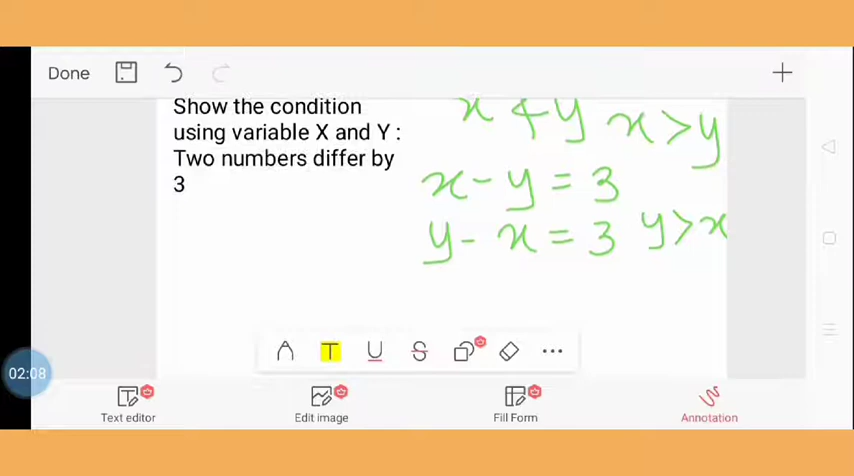 Done
Show the condition
using variable X and Y :
Two numbers differ by
3
x & y x > y
x - y = 3
y - x = 3 y > x
02:08
T
U
S
Text editor
Edit image
Fill Form
Annotation